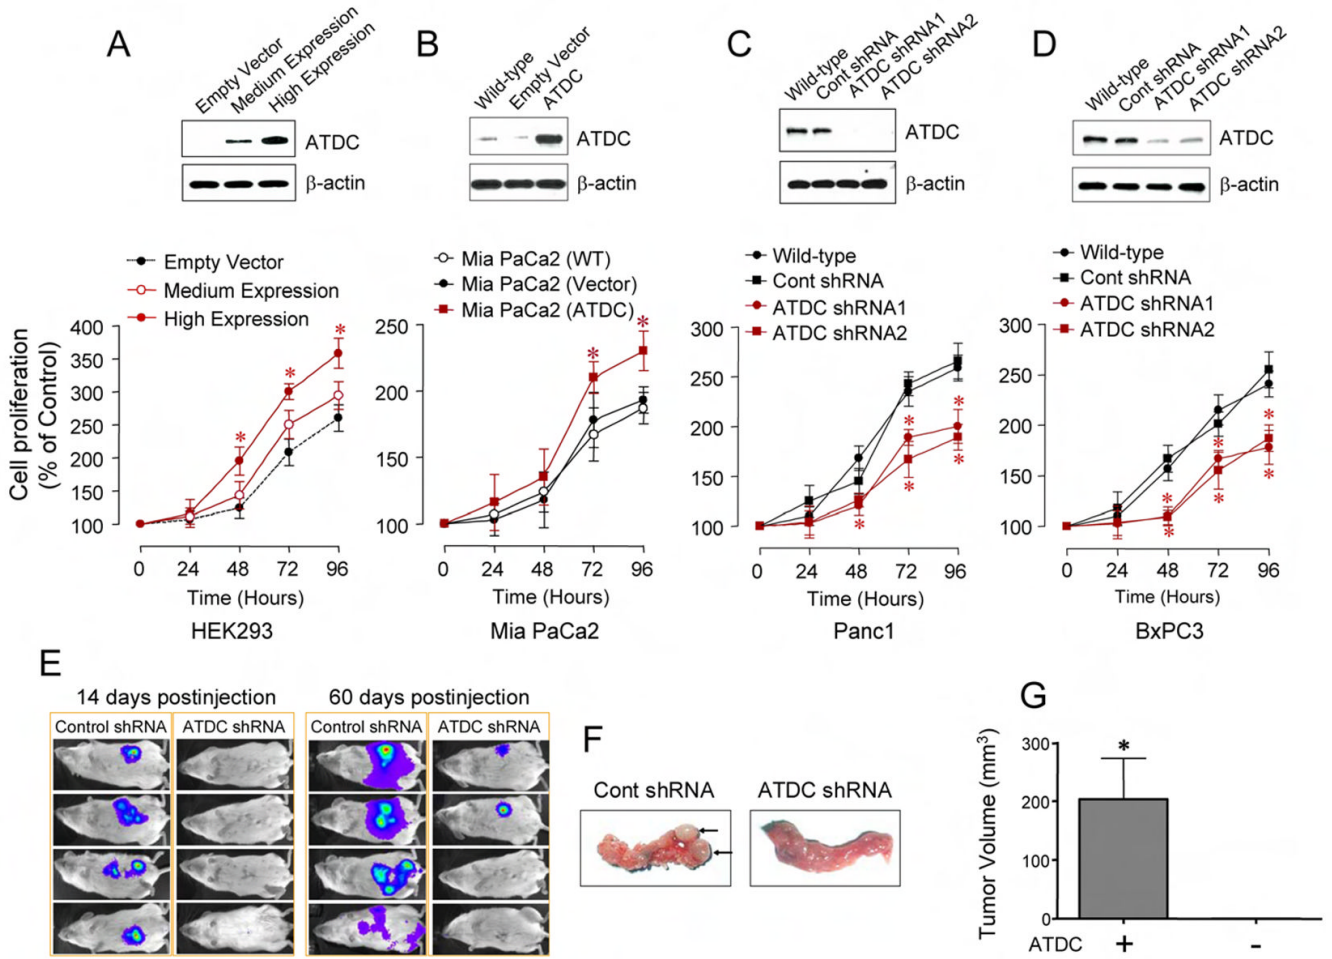 A
Empty Vector
Medium Expression
High Expression
ATDC
β-actin
Empty Vector
Medium Expression
High Expression
Cell proliferation
(% of Control)
400
350
300
250
200
150
100
*
*
*
0 24 48 72 96
Time (Hours)
HEK293
B
Wild-type
Empty Vector
ATDC
ATDC
β-actin
Mia PaCa2 (WT)
Mia PaCa2 (Vector)
Mia PaCa2 (ATDC)
250
200
150
100
*
*
0 24 48 72 96
Time (Hours)
Mia PaCa2
C
Wild-type
Cont shRNA
ATDC shRNA1
ATDC shRNA2
ATDC
β-actin
Wild-type
Cont shRNA
ATDC shRNA1
ATDC shRNA2
300
250
200
150
100
*
*
*
*
*
0 24 48 72 96
Time (Hours)
Panc1
D
Wild-type
Cont shRNA
ATDC shRNA1
ATDC shRNA2
ATDC
β-actin
Wild-type
Cont shRNA
ATDC shRNA1
ATDC shRNA2
300
250
200
150
100
*
*
*
*
*
*
0 24 48 72 96
Time (Hours)
BxPC3
E
14 days postinjection
Control shRNA ATDC shRNA
60 days postinjection
Control shRNA ATDC shRNA
F
Cont shRNA ATDC shRNA
G
Tumor Volume (mm³)
300
200
100
0
*
ATDC + -